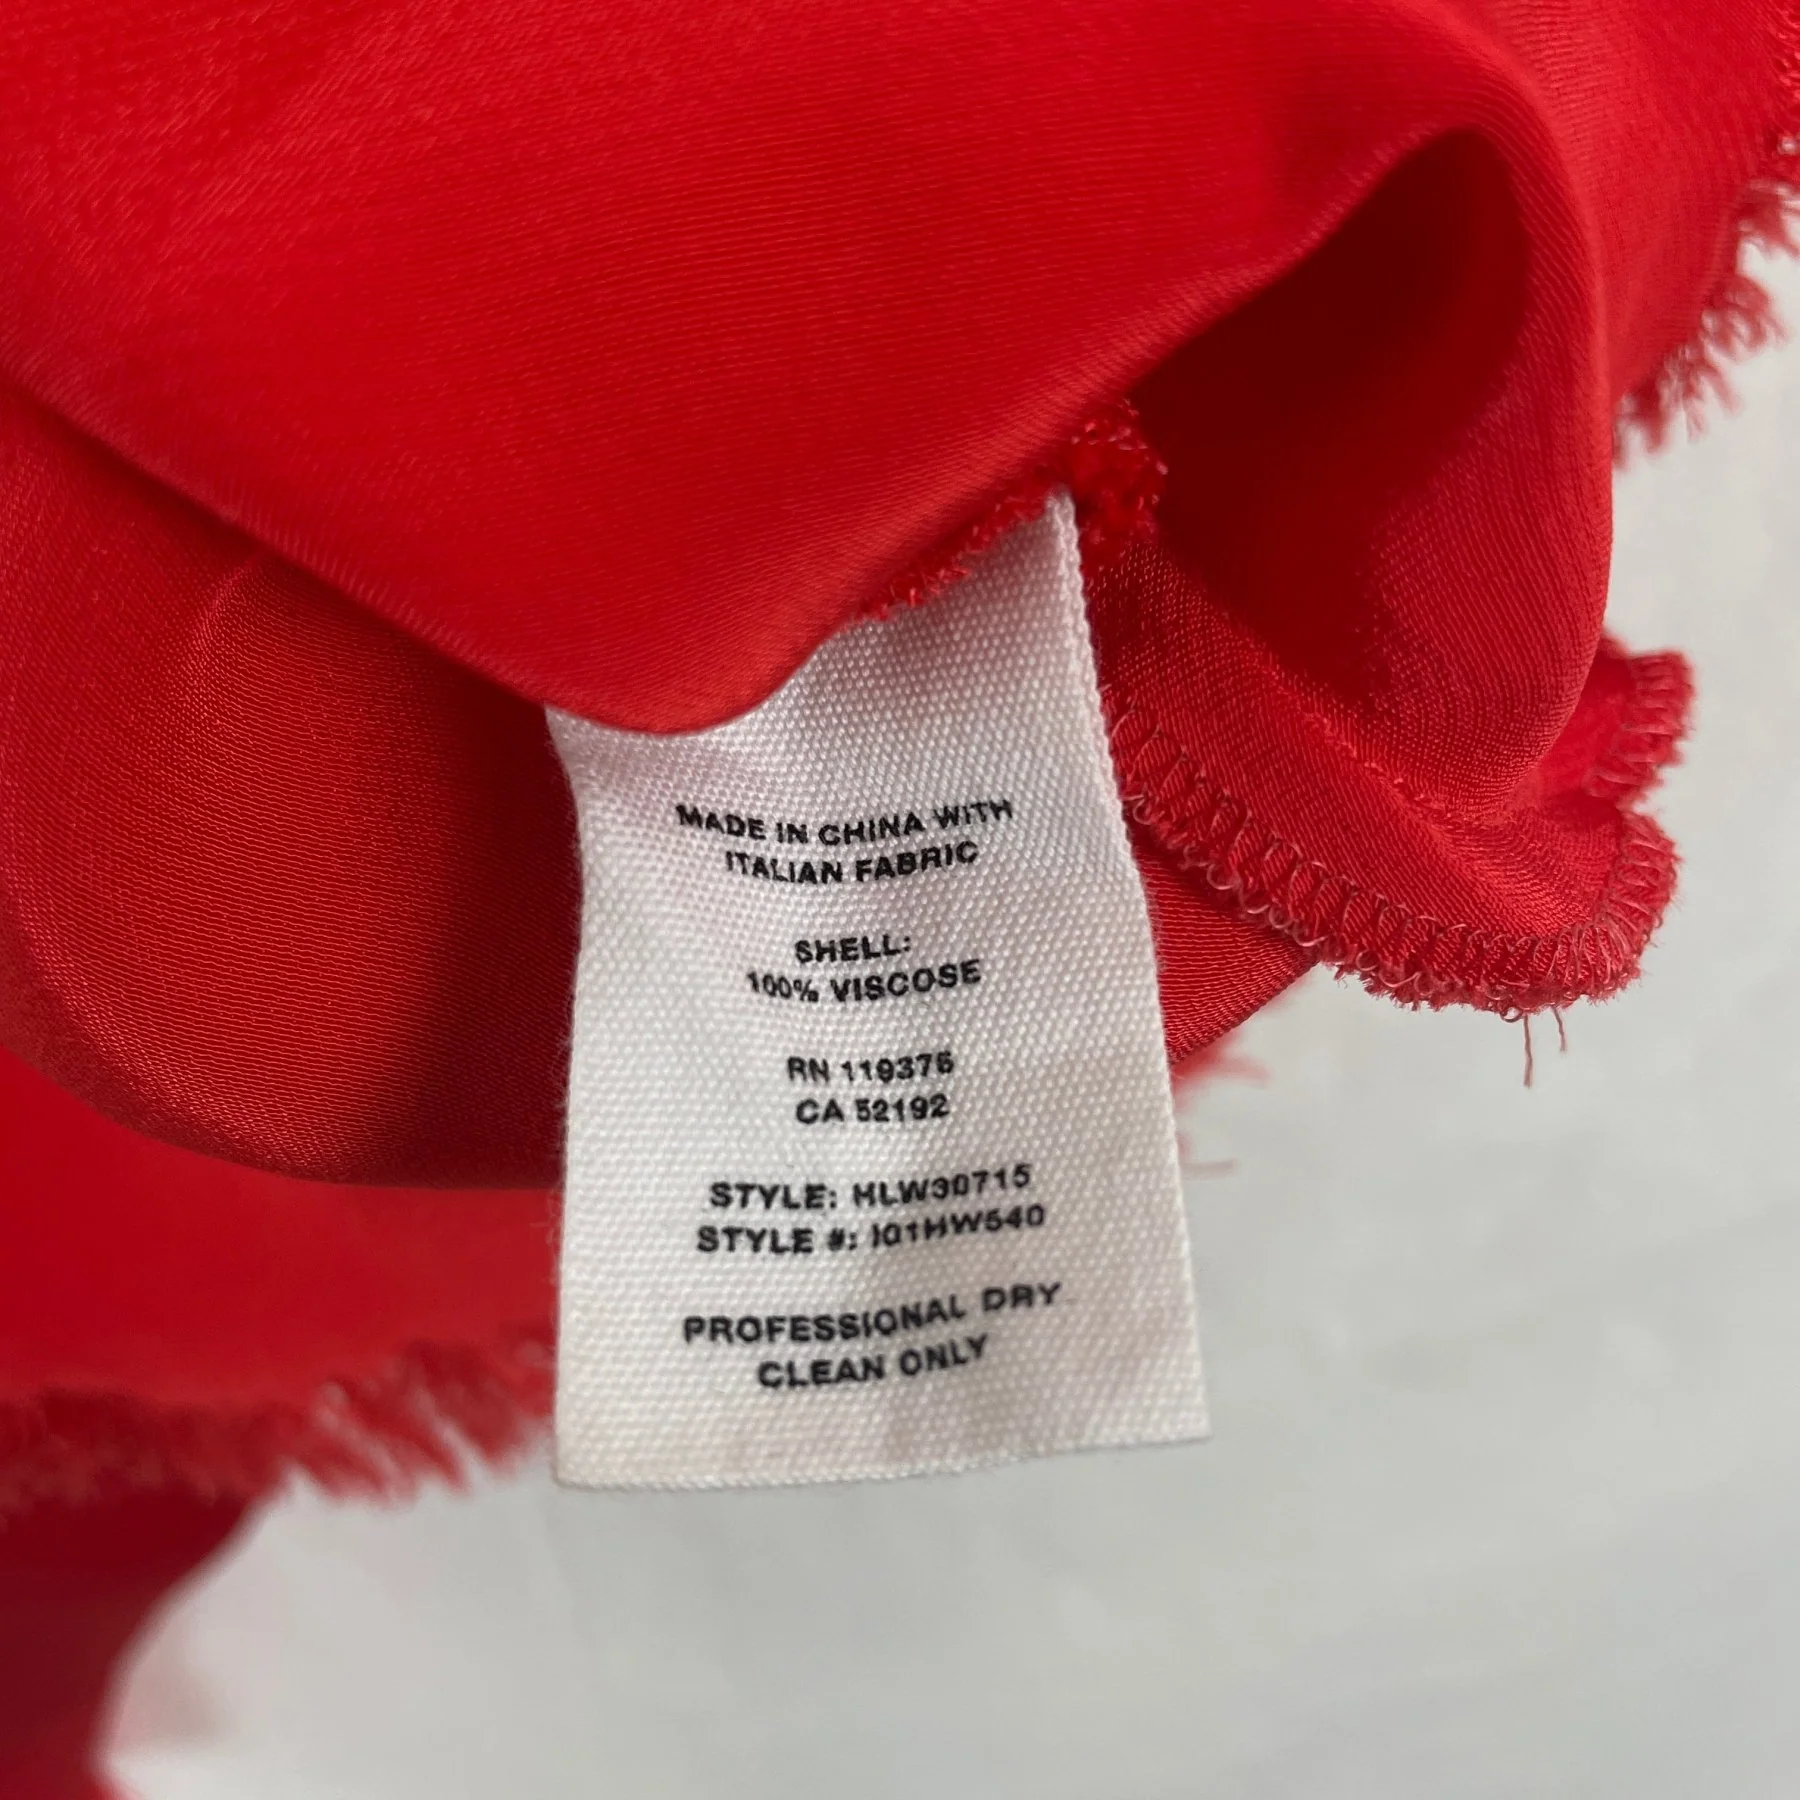 MADE IN CHINA WITH
ITALIAN FABRIC
SHELL:
100% VISCOSE
RN 119376
CA 52192
STYLE: HLW30715
STYLE #: I01HW540
PROFESSIONAL DRY
CLEAN ONLY